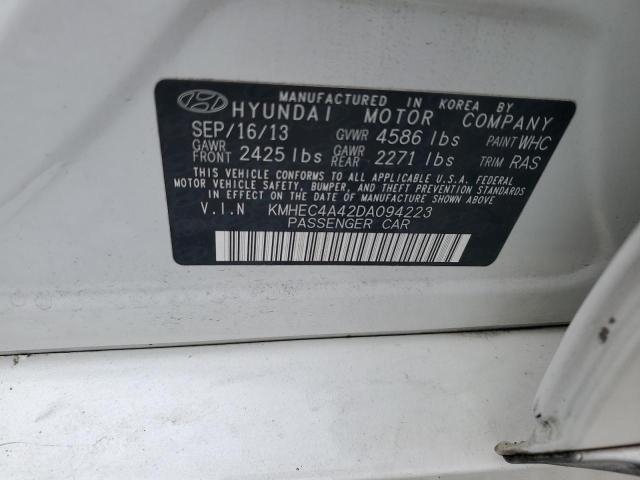 MANUFACTURED IN KOREA BY
HYUNDAI MOTOR COMPANY
SEP/16/13 GVWR 4586 lbs PAINT WHC
GAWR FRONT 2425 lbs GAWR REAR 2271 lbs TRIM RAS
THIS VEHICLE CONFORMS TO ALL APPLICABLE U.S.A. FEDERAL
MOTOR VEHICLE SAFETY, BUMPER, AND THEFT PREVENTION STANDARDS
IN EFFECT ON THE DATE OF MANUFACTURE SHOWN ABOVE.
V.I.N KMHEC4A42DA094223
PASSENGER CAR